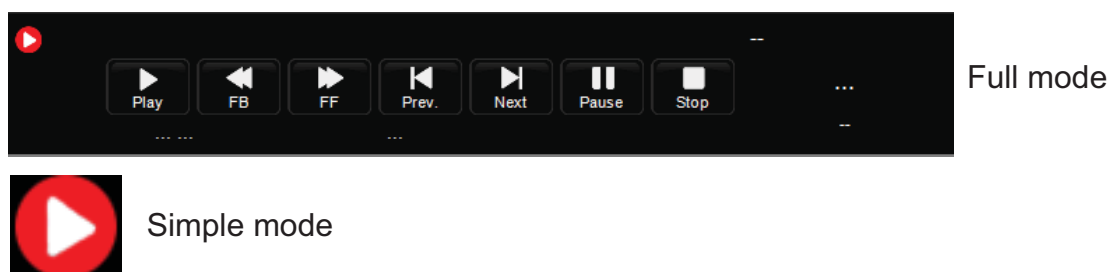 --
Full mode
Play FB FF Prev. Next Pause Stop
...
--
--- --- ---
Simple mode